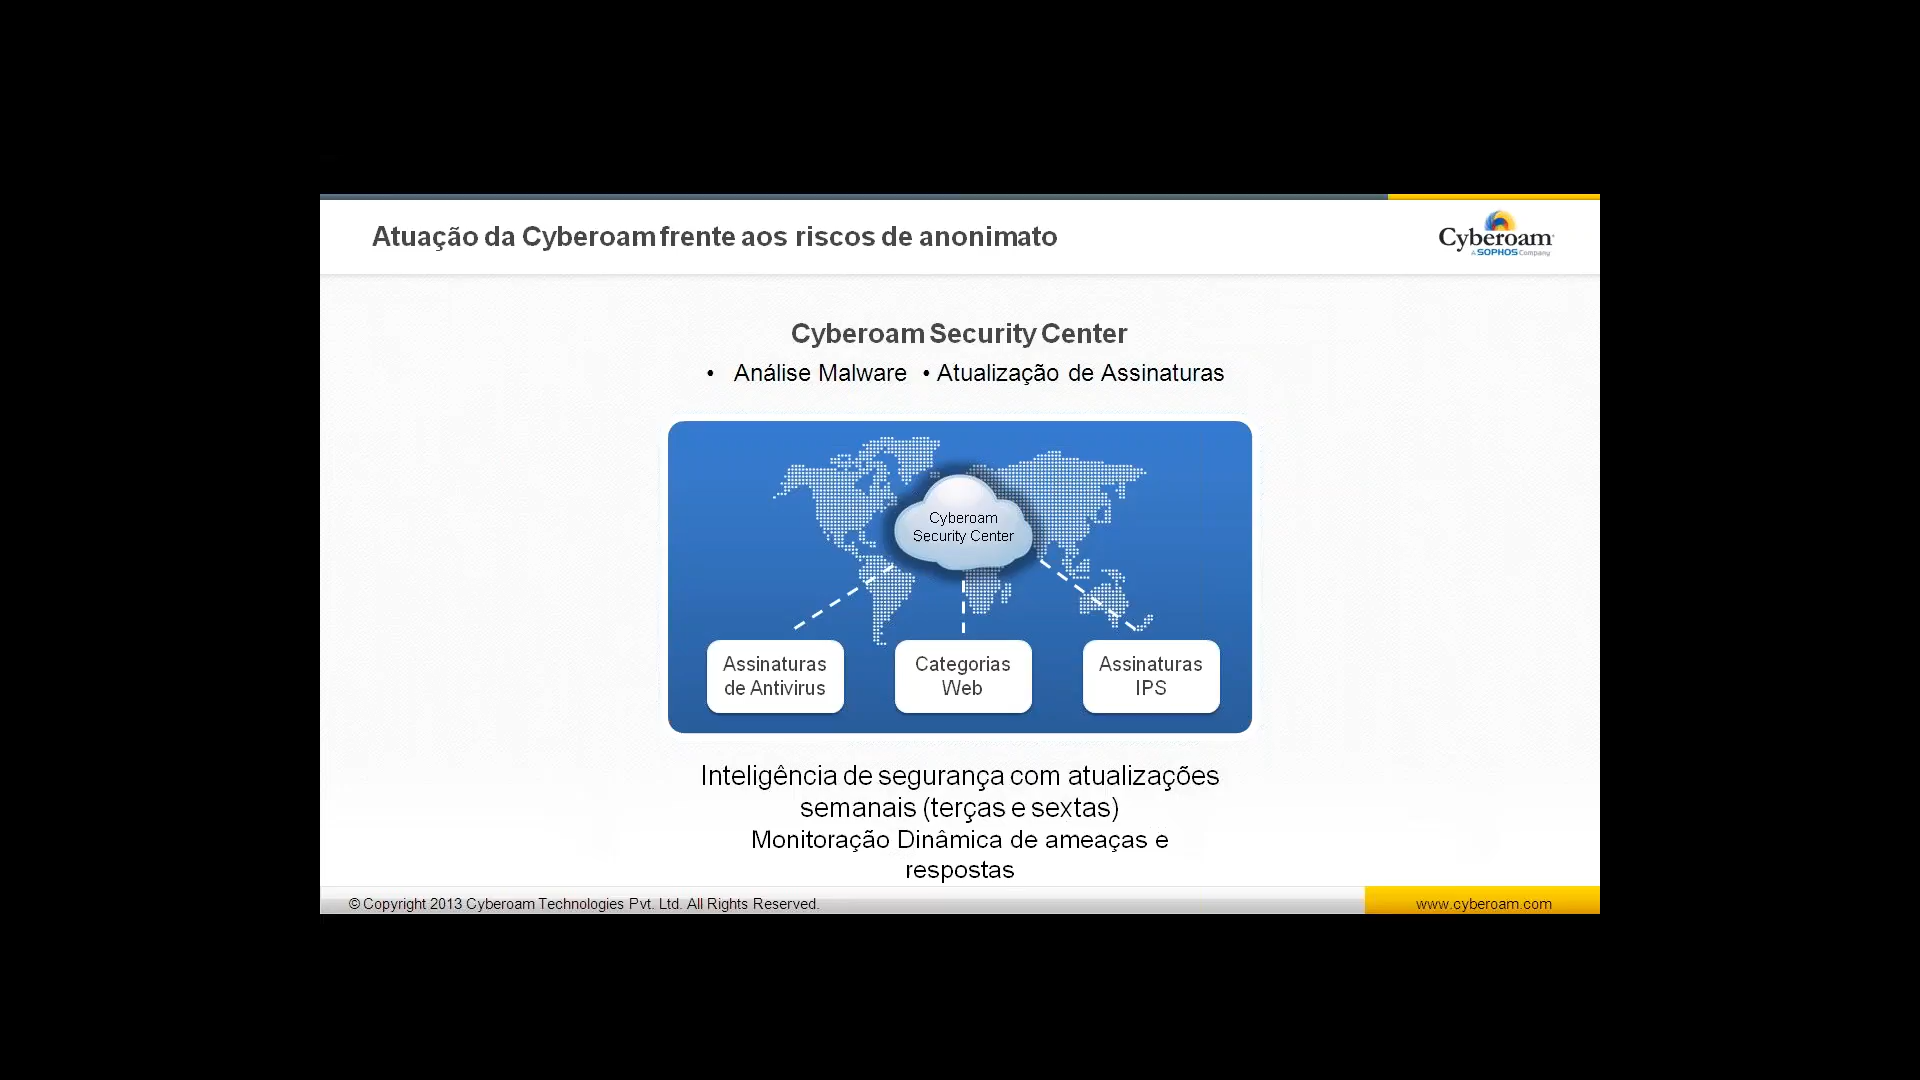 Atuação da Cyberoam frente aos riscos de anonimato
Cyberoam
A SOPHOS Company
Cyberoam Security Center
• Análise Malware • Atualização de Assinaturas
Cyberoam
Security Center
Assinaturas
de Antivirus
Categorias
Web
Assinaturas
IPS
Inteligência de segurança com atualizações
semanais (terças e sextas)
Monitoração Dinâmica de ameaças e
respostas
© Copyright 2013 Cyberoam Technologies Pvt. Ltd. All Rights Reserved.
www.cyberoam.com